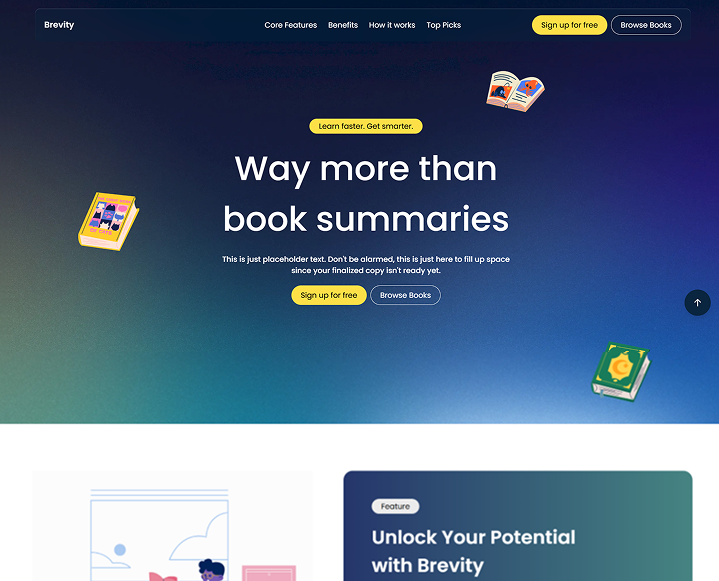 Brevity
Core Features
Benefits
How it works
Top Picks
Sign up for free
Browse Books
Learn faster. Get smarter.
Way more than
book summaries
This is just placeholder text. Don't be alarmed, this is just here to fill up space
since your finalized copy isn't ready yet.
Sign up for free
Browse Books
OF CATS
Feature
Unlock Your Potential
with Brevity